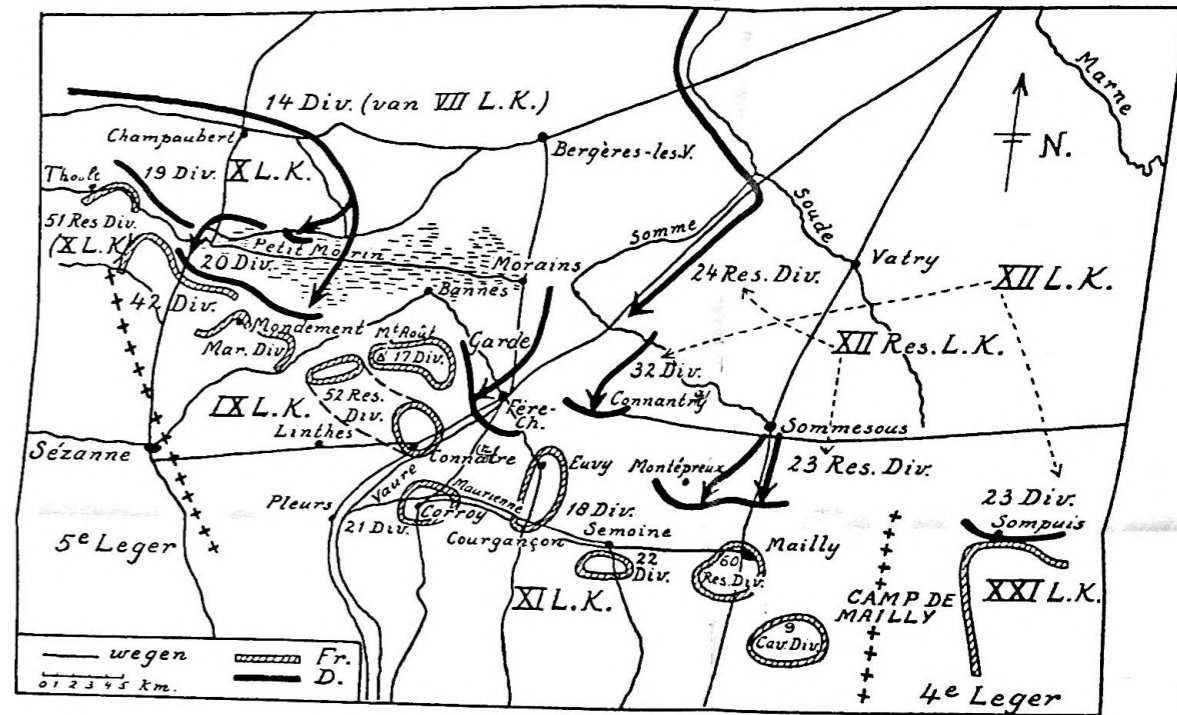 14 Div. (van VII L.K.)
Champaubert
Bergères-les-V.
Marne
N.
19 Div.
X L.K.
Thoult
51 Res Div.
(X L.K.)
Petit Morin
20 Div.
Morains
Somme
Soude
Vatry
24 Res. Div.
XII L.K.
42 Div.
Bannes
Mondement
Mar. Div.
Mt Août
& 17 Div.
Garde
XII Res. L.K.
32 Div.
Connantray
52 Res.
Div.
IX L.K.
Fère-
Ch.
Linthes
Connatre
Sommesous
23 Res. Div.
Sézanne
Euvy
Montépreux
23 Div.
Sompuis
Vaure
Maurienne
Pleurs
21 Div.
Corroy
18 Div.
Courgançon
Semoine
22
Div.
Mailly
60
Res. Div.
5e Leger
XI L.K.
CAMP DE
MAILLY
XXI L.K.
9
Cav. Div.
4e Leger
wegen
Fr.
D.
0 1 2 3 4 5 Km.